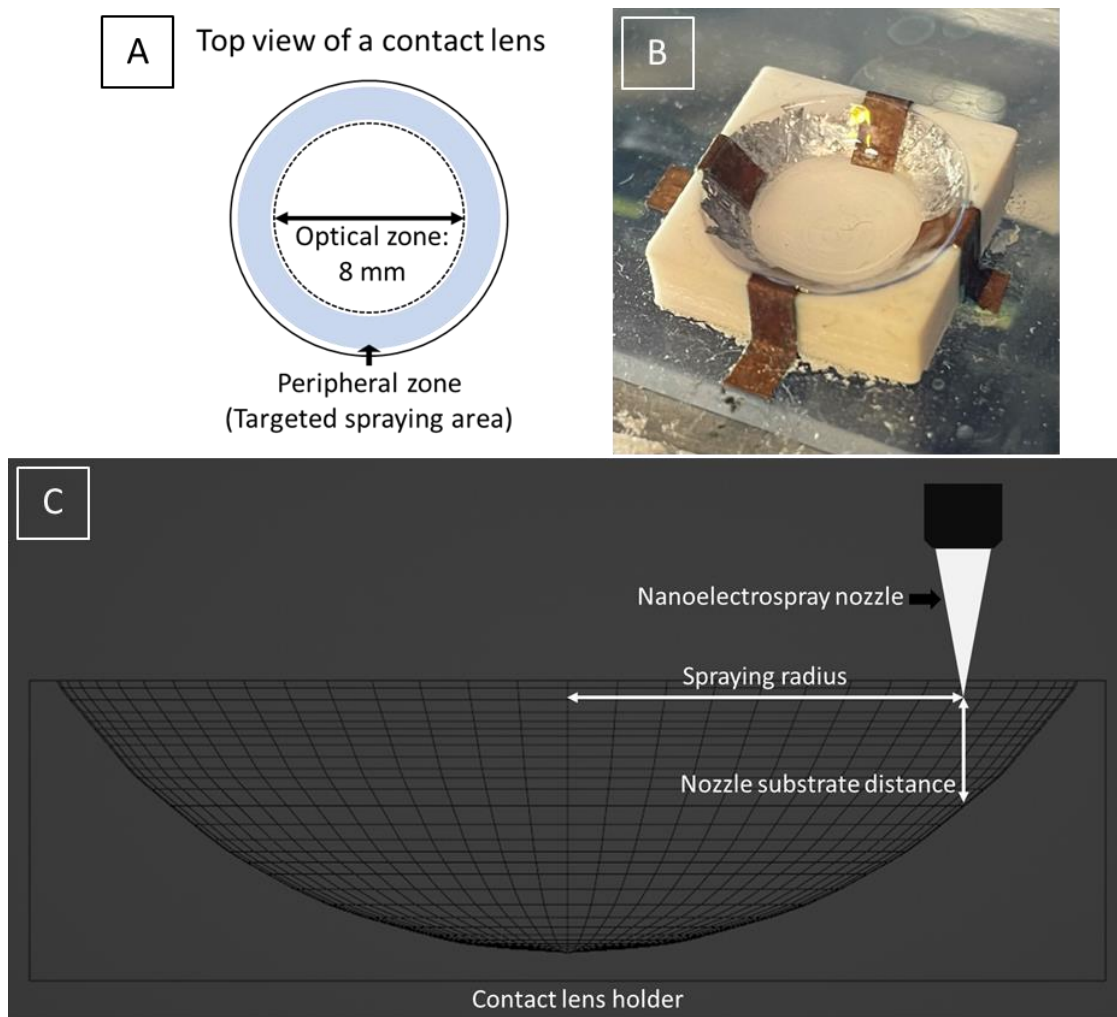 A
Top view of a contact lens
Optical zone:
8 mm
Peripheral zone
(Targeted spraying area)
B
C
Nanoelectrospray nozzle
Spraying radius
Nozzle substrate distance
Contact lens holder